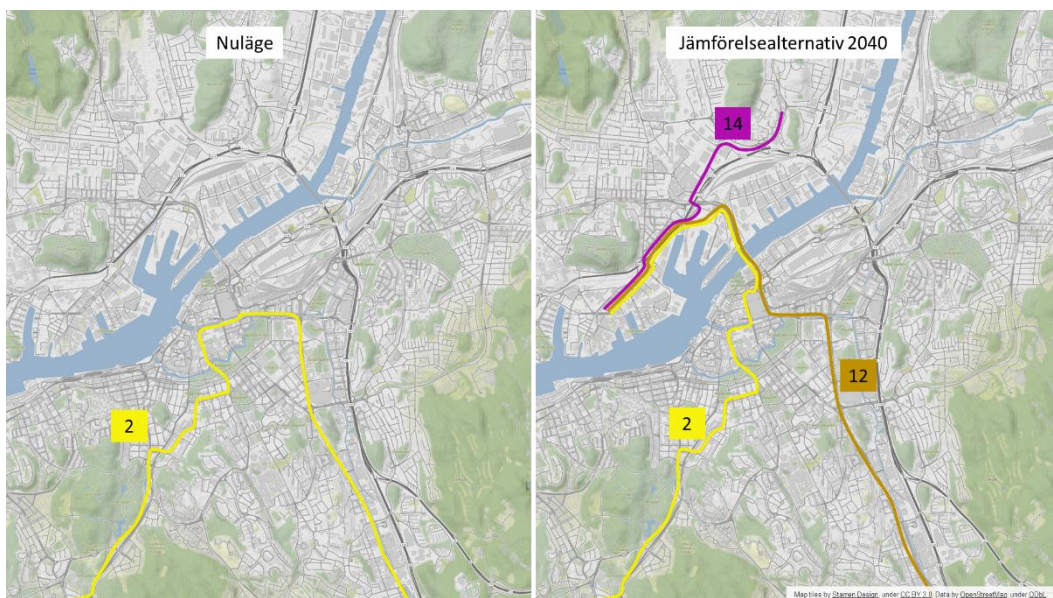 Nuläge
2
Jämförelsealternativ 2040
14
12
2
Map tiles by Stamen Design, under CC BY 3.0. Data by OpenStreetMap, under ODbL